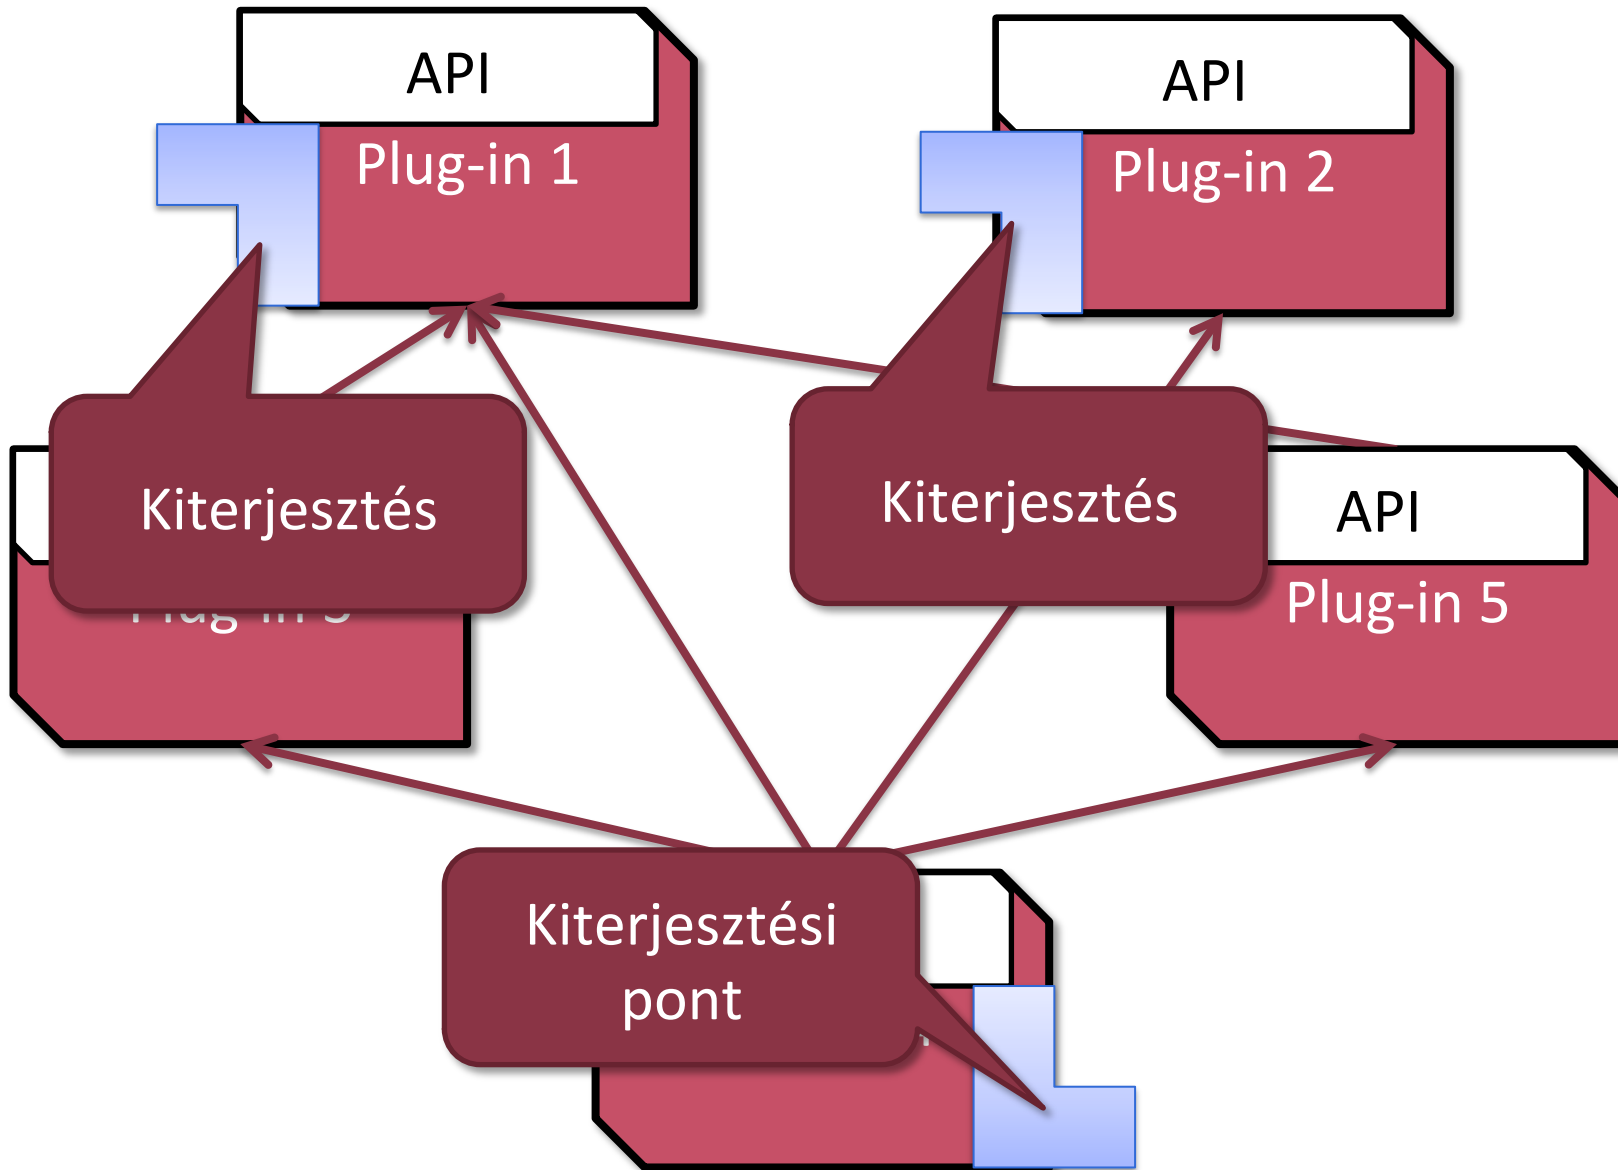 API
Plug-in 1
API
Plug-in 2
Kiterjesztés
Kiterjesztés
API
Plug-in 5
Kiterjesztési
pont